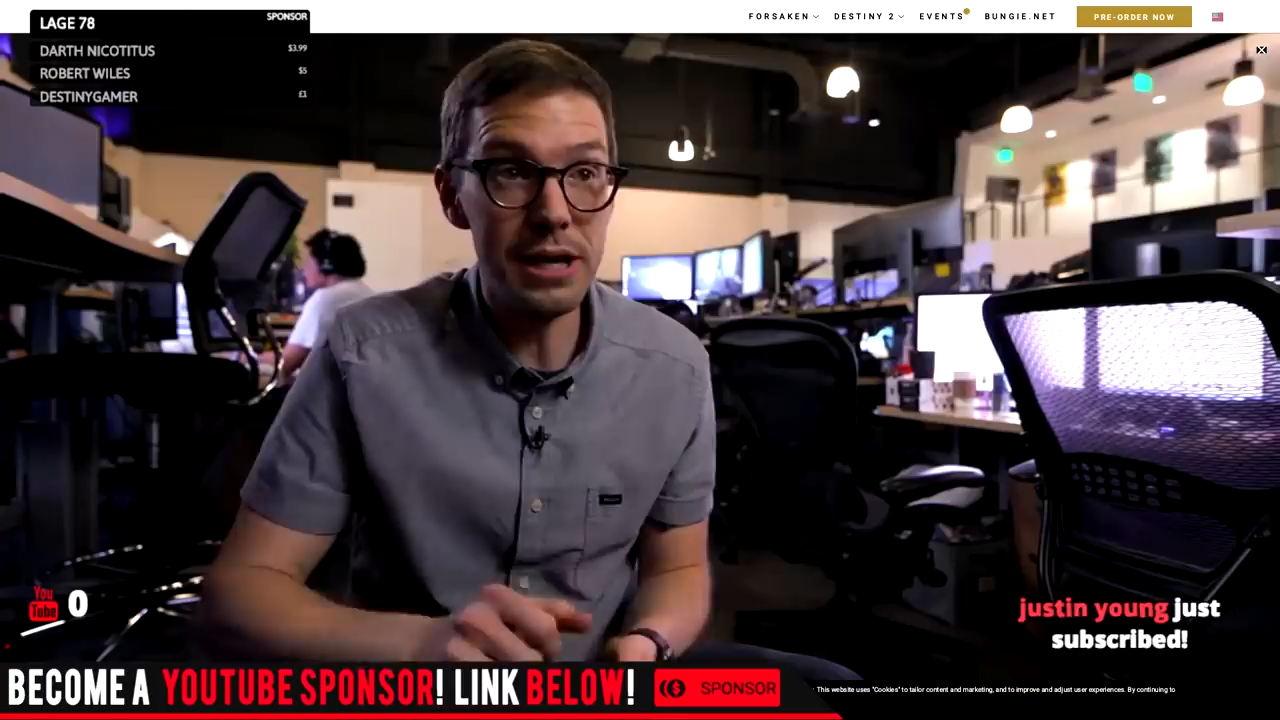 LAGE 78 SPONSOR
DARTH NICOTITUS $3.99
ROBERT WILES $5
DESTINYGAMER £1
FORSAKEN DESTINY 2 EVENTS BUNGIE.NET PRE-ORDER NOW
You
Tube 0
justin young just
subscribed!
BECOME A YOUTUBE SPONSOR! LINK BELOW! SPONSOR
This website uses "Cookies" to tailor content and marketing, and to improve and adjust user experiences. By continuing to